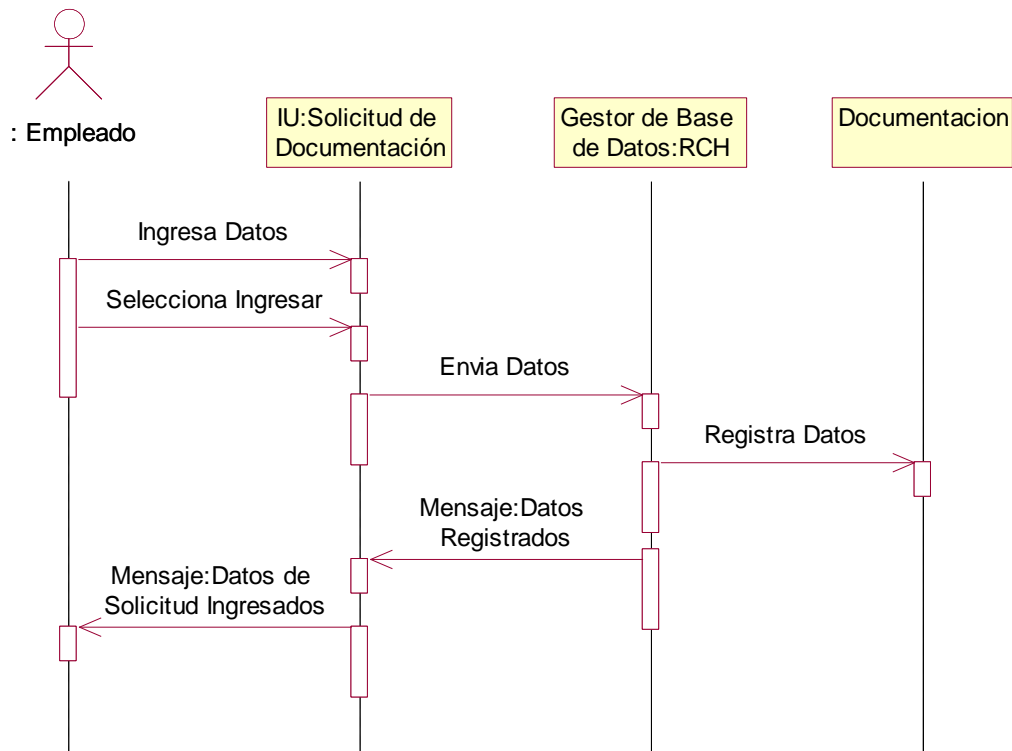 : Empleado
IU:Solicitud de
Documentación
Gestor de Base
de Datos:RCH
Documentacion
Ingresa Datos
Selecciona Ingresar
Envia Datos
Registra Datos
Mensaje:Datos
Registrados
Mensaje:Datos de
Solicitud Ingresados